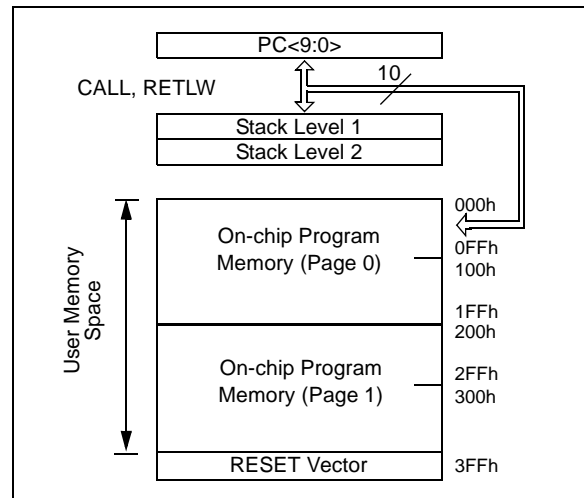 PC<9:0>
CALL, RETLW
10
Stack Level 1
Stack Level 2
User Memory
Space
000h
On-chip Program
Memory (Page 0)
0FFh
100h
1FFh
200h
On-chip Program
Memory (Page 1)
2FFh
300h
RESET Vector
3FFh